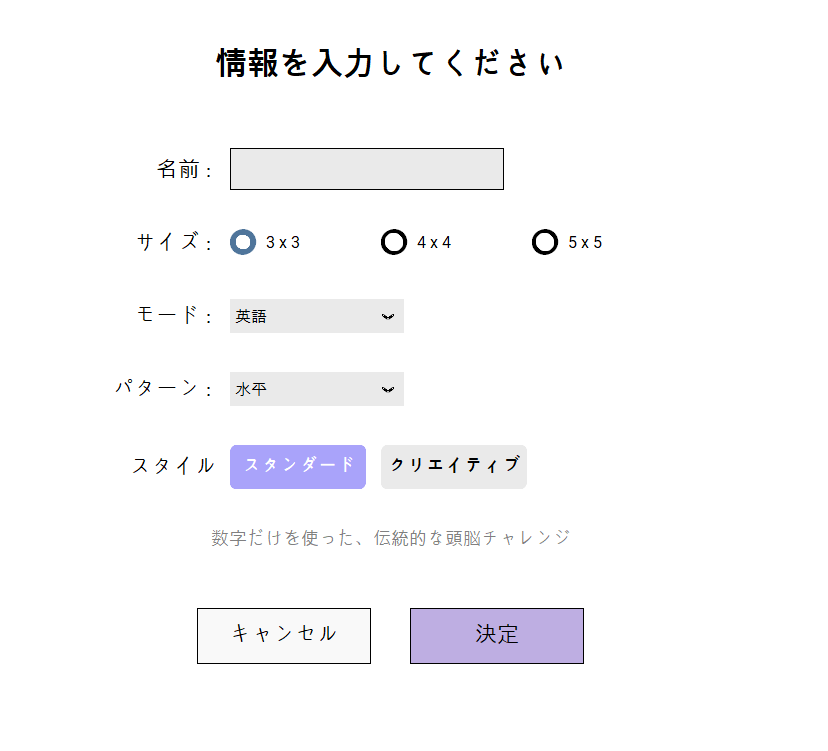 情報を入力してください
名前 :
サイズ : 3 x 3 4 x 4 5 x 5
モード : 英語
パターン : 水平
スタイル スタンダード クリエイティブ
数字だけを使った、伝統的な頭脳チャレンジ
キャンセル 決定